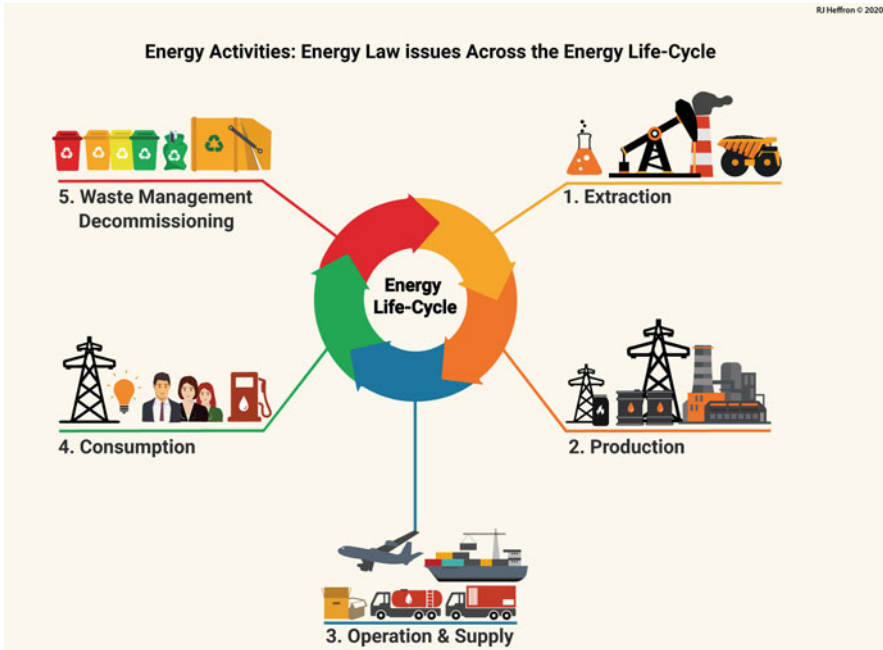 RJ Heffron © 2020
Energy Activities: Energy Law issues Across the Energy Life-Cycle
5. Waste Management
Decommissioning
1. Extraction
Energy
Life-Cycle
4. Consumption
2. Production
3. Operation & Supply